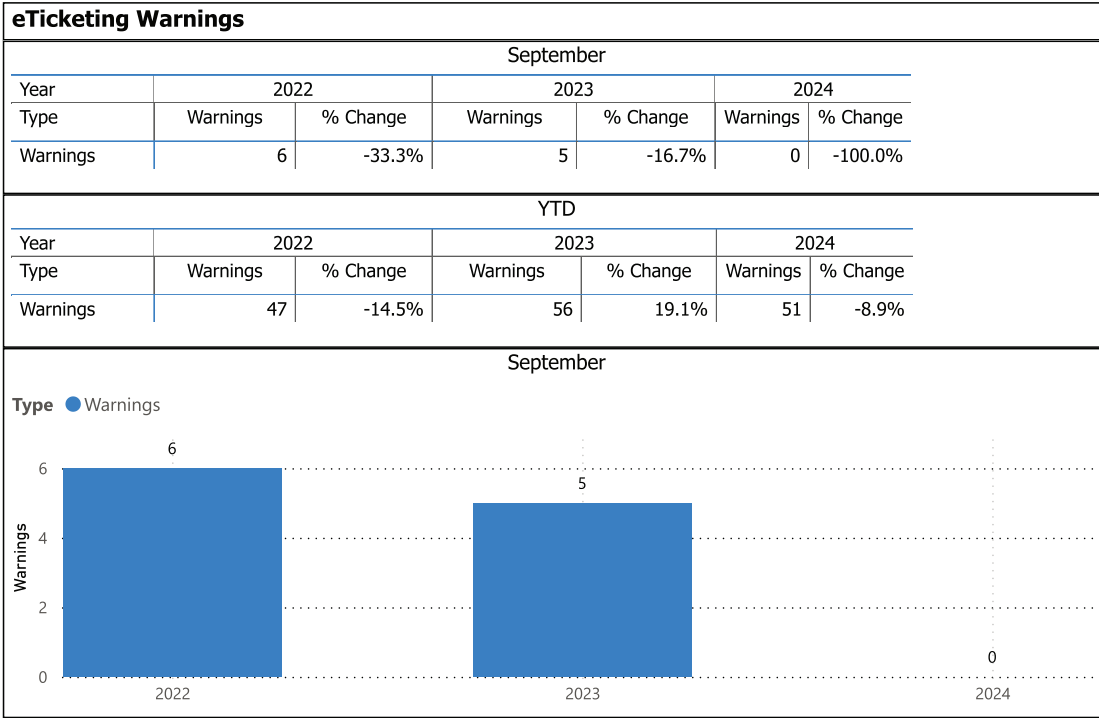 eTicketing Warnings
September
Year 2022 2023 2024
Type Warnings % Change Warnings % Change Warnings % Change
Warnings 6 -33.3% 5 -16.7% 0 -100.0%
YTD
Year 2022 2023 2024
Type Warnings % Change Warnings % Change Warnings % Change
Warnings 47 -14.5% 56 19.1% 51 -8.9%
September
Type Warnings
6
6
5
4
Warnings
2
0
0
2022 2023 2024